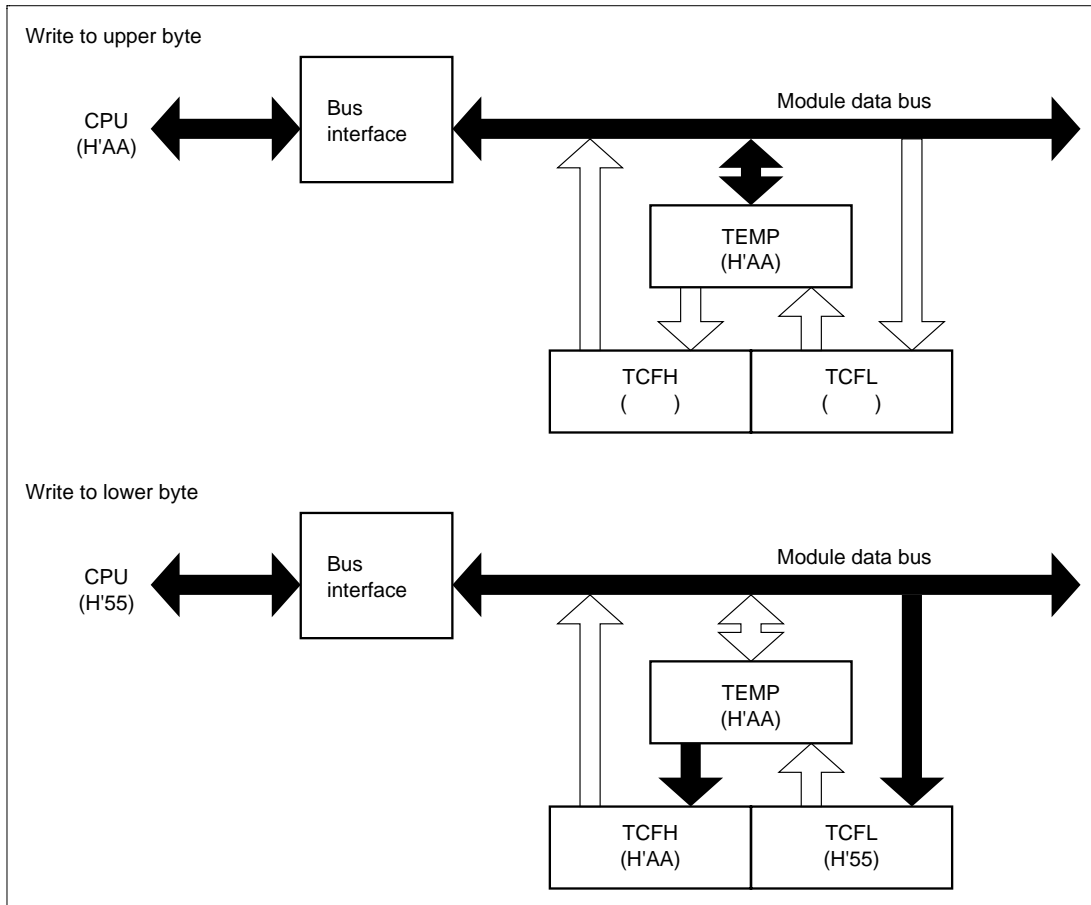 Write to upper byte
CPU
(H'AA)
Bus
interface
Module data bus
TEMP
(H'AA)
TCFH
(      )
TCFL
(      )
Write to lower byte
CPU
(H'55)
Bus
interface
Module data bus
TEMP
(H'AA)
TCFH
(H'AA)
TCFL
(H'55)